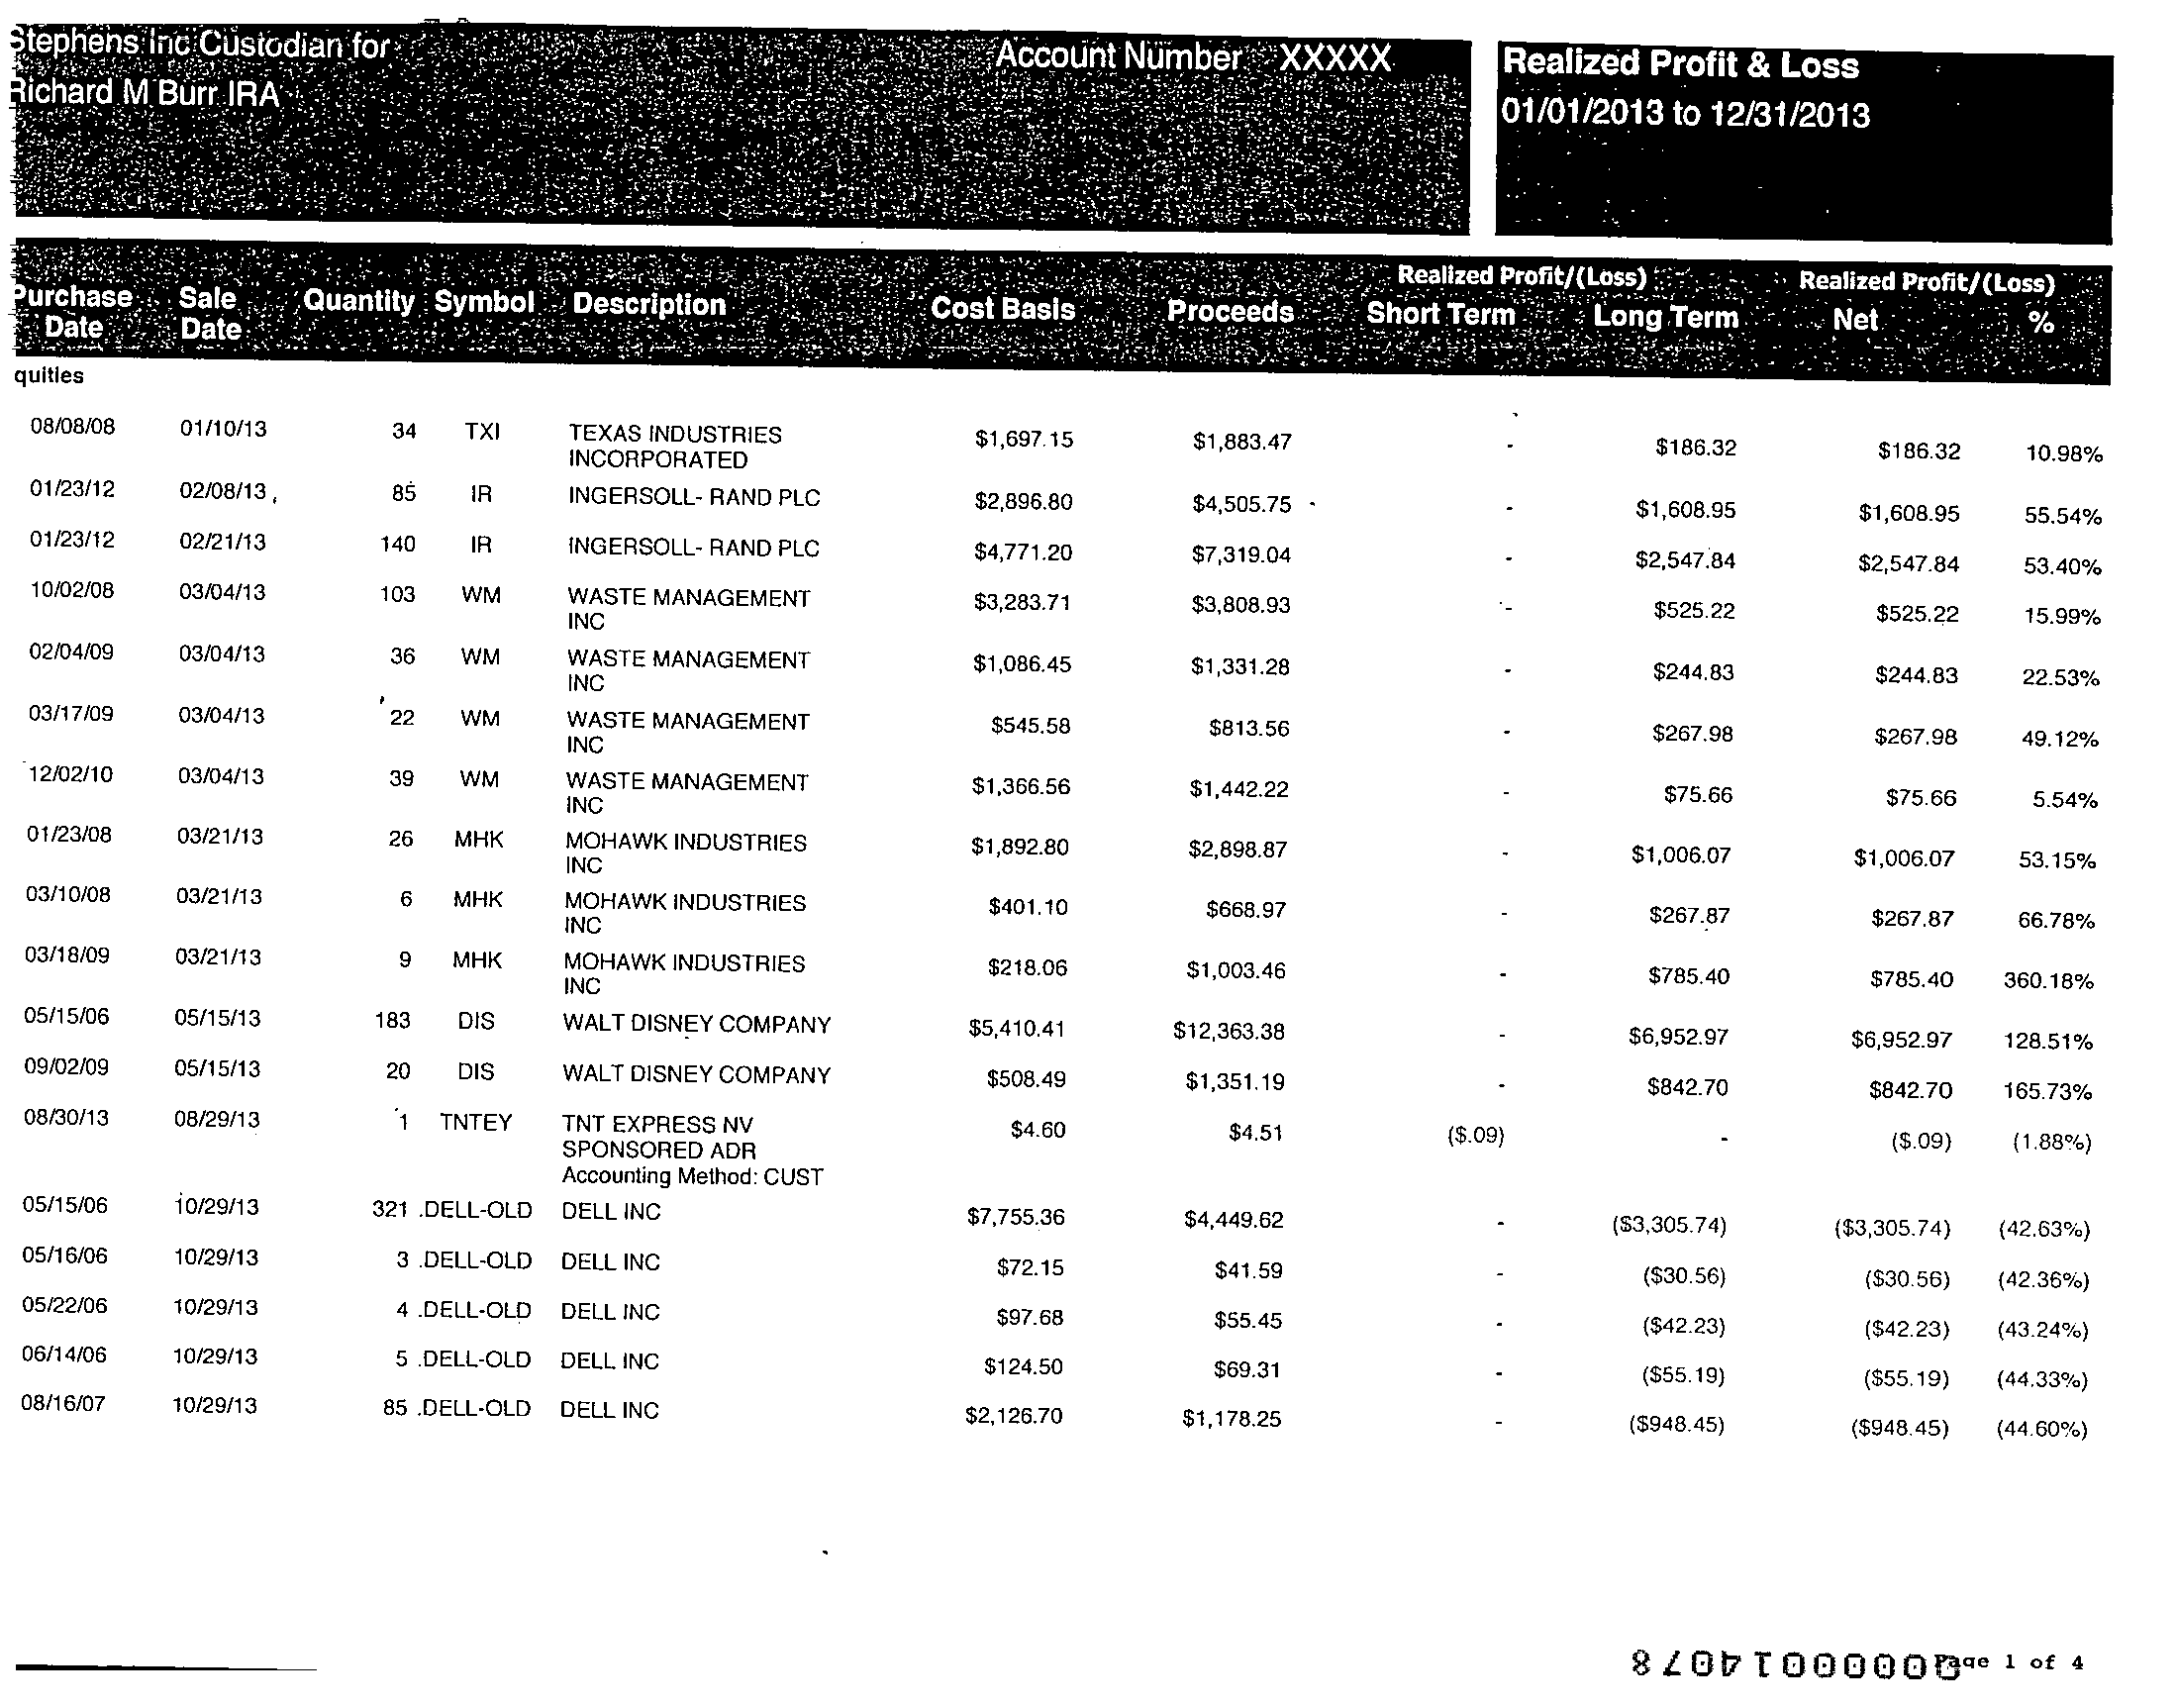 Stephens Inc Custodian for Account Number XXXXX
Richard M Burr IRA
Realized Profit & Loss
01/01/2013 to 12/31/2013
Realized Profit/(Loss) Realized Profit/(Loss)
Purchase Date Sale Date Quantity Symbol Description Cost Basis Proceeds Short Term Long Term Net %
quities
08/08/08 01/10/13 34 TXI TEXAS INDUSTRIES $1,697.15 $1,883.47 - $186.32 $186.32 10.98%
INCORPORATED
01/23/12 02/08/13 85 IR INGERSOLL- RAND PLC $2,896.80 $4,505.75 - $1,608.95 $1,608.95 55.54%
01/23/12 02/21/13 140 IR INGERSOLL- RAND PLC $4,771.20 $7,319.04 - $2,547.84 $2,547.84 53.40%
10/02/08 03/04/13 103 WM WASTE MANAGEMENT $3,283.71 $3,808.93 - $525.22 $525.22 15.99%
INC
02/04/09 03/04/13 36 WM WASTE MANAGEMENT $1,086.45 $1,331.28 - $244.83 $244.83 22.53%
INC
03/17/09 03/04/13 22 WM WASTE MANAGEMENT $545.58 $813.56 - $267.98 $267.98 49.12%
INC
12/02/10 03/04/13 39 WM WASTE MANAGEMENT $1,366.56 $1,442.22 - $75.66 $75.66 5.54%
INC
01/23/08 03/21/13 26 MHK MOHAWK INDUSTRIES $1,892.80 $2,898.87 - $1,006.07 $1,006.07 53.15%
INC
03/10/08 03/21/13 6 MHK MOHAWK INDUSTRIES $401.10 $668.97 - $267.87 $267.87 66.78%
INC
03/18/09 03/21/13 9 MHK MOHAWK INDUSTRIES $218.06 $1,003.46 - $785.40 $785.40 360.18%
INC
05/15/06 05/15/13 183 DIS WALT DISNEY COMPANY $5,410.41 $12,363.38 - $6,952.97 $6,952.97 128.51%
09/02/09 05/15/13 20 DIS WALT DISNEY COMPANY $508.49 $1,351.19 - $842.70 $842.70 165.73%
08/30/13 08/29/13 1 TNTEY TNT EXPRESS NV $4.60 $4.51 ($.09) - ($.09) (1.88%)
SPONSORED ADR
Accounting Method: CUST
05/15/06 10/29/13 321 .DELL-OLD DELL INC $7,755.36 $4,449.62 - ($3,305.74) ($3,305.74) (42.63%)
05/16/06 10/29/13 3 .DELL-OLD DELL INC $72.15 $41.59 - ($30.56) ($30.56) (42.36%)
05/22/06 10/29/13 4 .DELL-OLD DELL INC $97.68 $55.45 - ($42.23) ($42.23) (43.24%)
06/14/06 10/29/13 5 .DELL-OLD DELL INC $124.50 $69.31 - ($55.19) ($55.19) (44.33%)
08/16/07 10/29/13 85 .DELL-OLD DELL INC $2,126.70 $1,178.25 - ($948.45) ($948.45) (44.60%)
Page 1 of 4